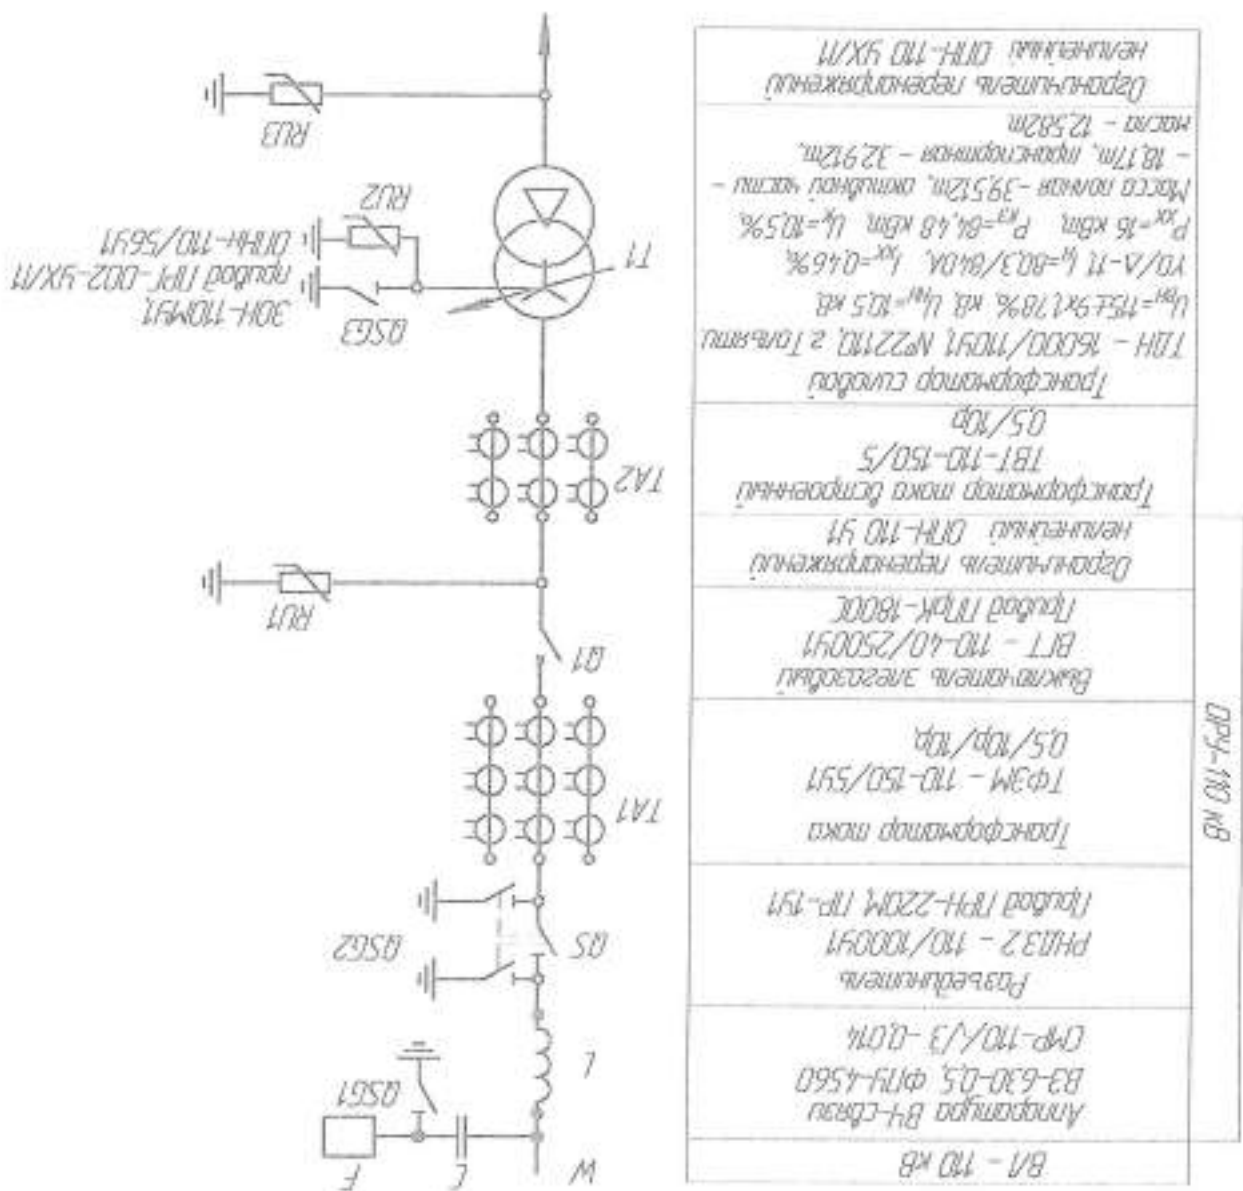 ВЛ - 110 кВ
Аппаратура ВЧ-связи
ВЗ-630-0,5, ФПУ-4560
СМР-110/√3 -0,014
Разъединитель
РНДЗ 2 - 110/1000У1
Привод ПРН-220М, ПР-1У1
Трансформатор тока
ТФЗМ - 110-150/5У1
0,5/10р/10р,
Выключатель элегазовый
ВГТ - 110-40/2500У1
Привод ППрК-1800С
Ограничитель перенапряжений
нелинейный ОПН-110 У1
ОРУ-110 кВ
Трансформатор тока встроенный
ТВТ-110-150/5
0,5/10р
Трансформатор силовой
ТДН - 16000/110У1, №22110, г. Тольятти
Uвн=115±9х1,78%, кВ, Uнн=10,5 кВ,
Y0/Δ-11, Iн=80,3/84,0А, Iхх=0,46%,
Pхх=16 кВт, Pкз=84,48 кВт, Uк=10,5%
Масса полная -39,512т, активной части -
- 18,17т, транспортная - 32,912т,
масла - 12,582т
Ограничитель перенапряжений
нелинейный ОПН-110 УХЛ1
W
C
F
QSG1
L
QS
QSG2
TA1
Q1
RU1
TA2
QSG3
ЗОН-110МУ1,
привод ПРГ-002-УХЛ1
ОПНН-110/56У1
T1
RU2
RU3